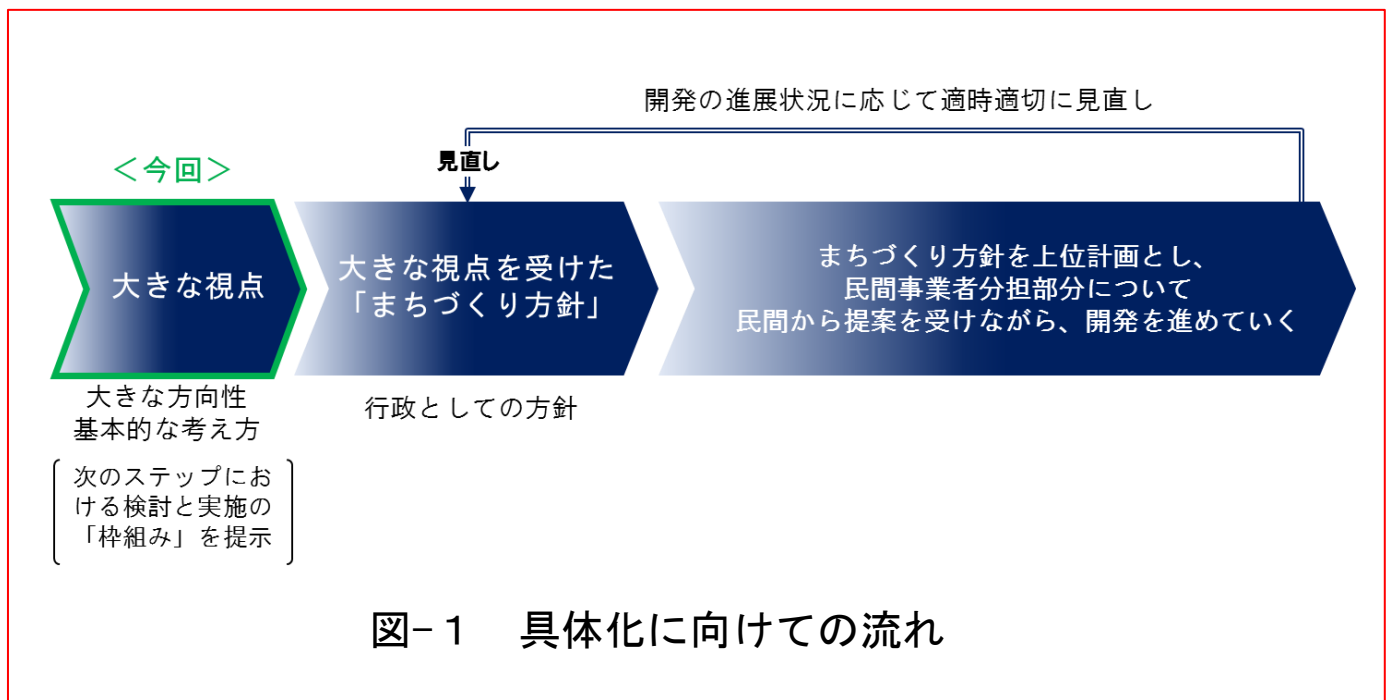 開発の進展状況に応じて適時適切に見直し
見直し
＜今回＞
大きな視点
大きな視点を受けた
「まちづくり方針」
まちづくり方針を上位計画とし、
民間事業者分担部分について
民間から提案を受けながら、開発を進めていく
大きな方向性
基本的な考え方
行政としての方針
次のステップにお
ける検討と実施の
「枠組み」を提示
図-１　具体化に向けての流れ